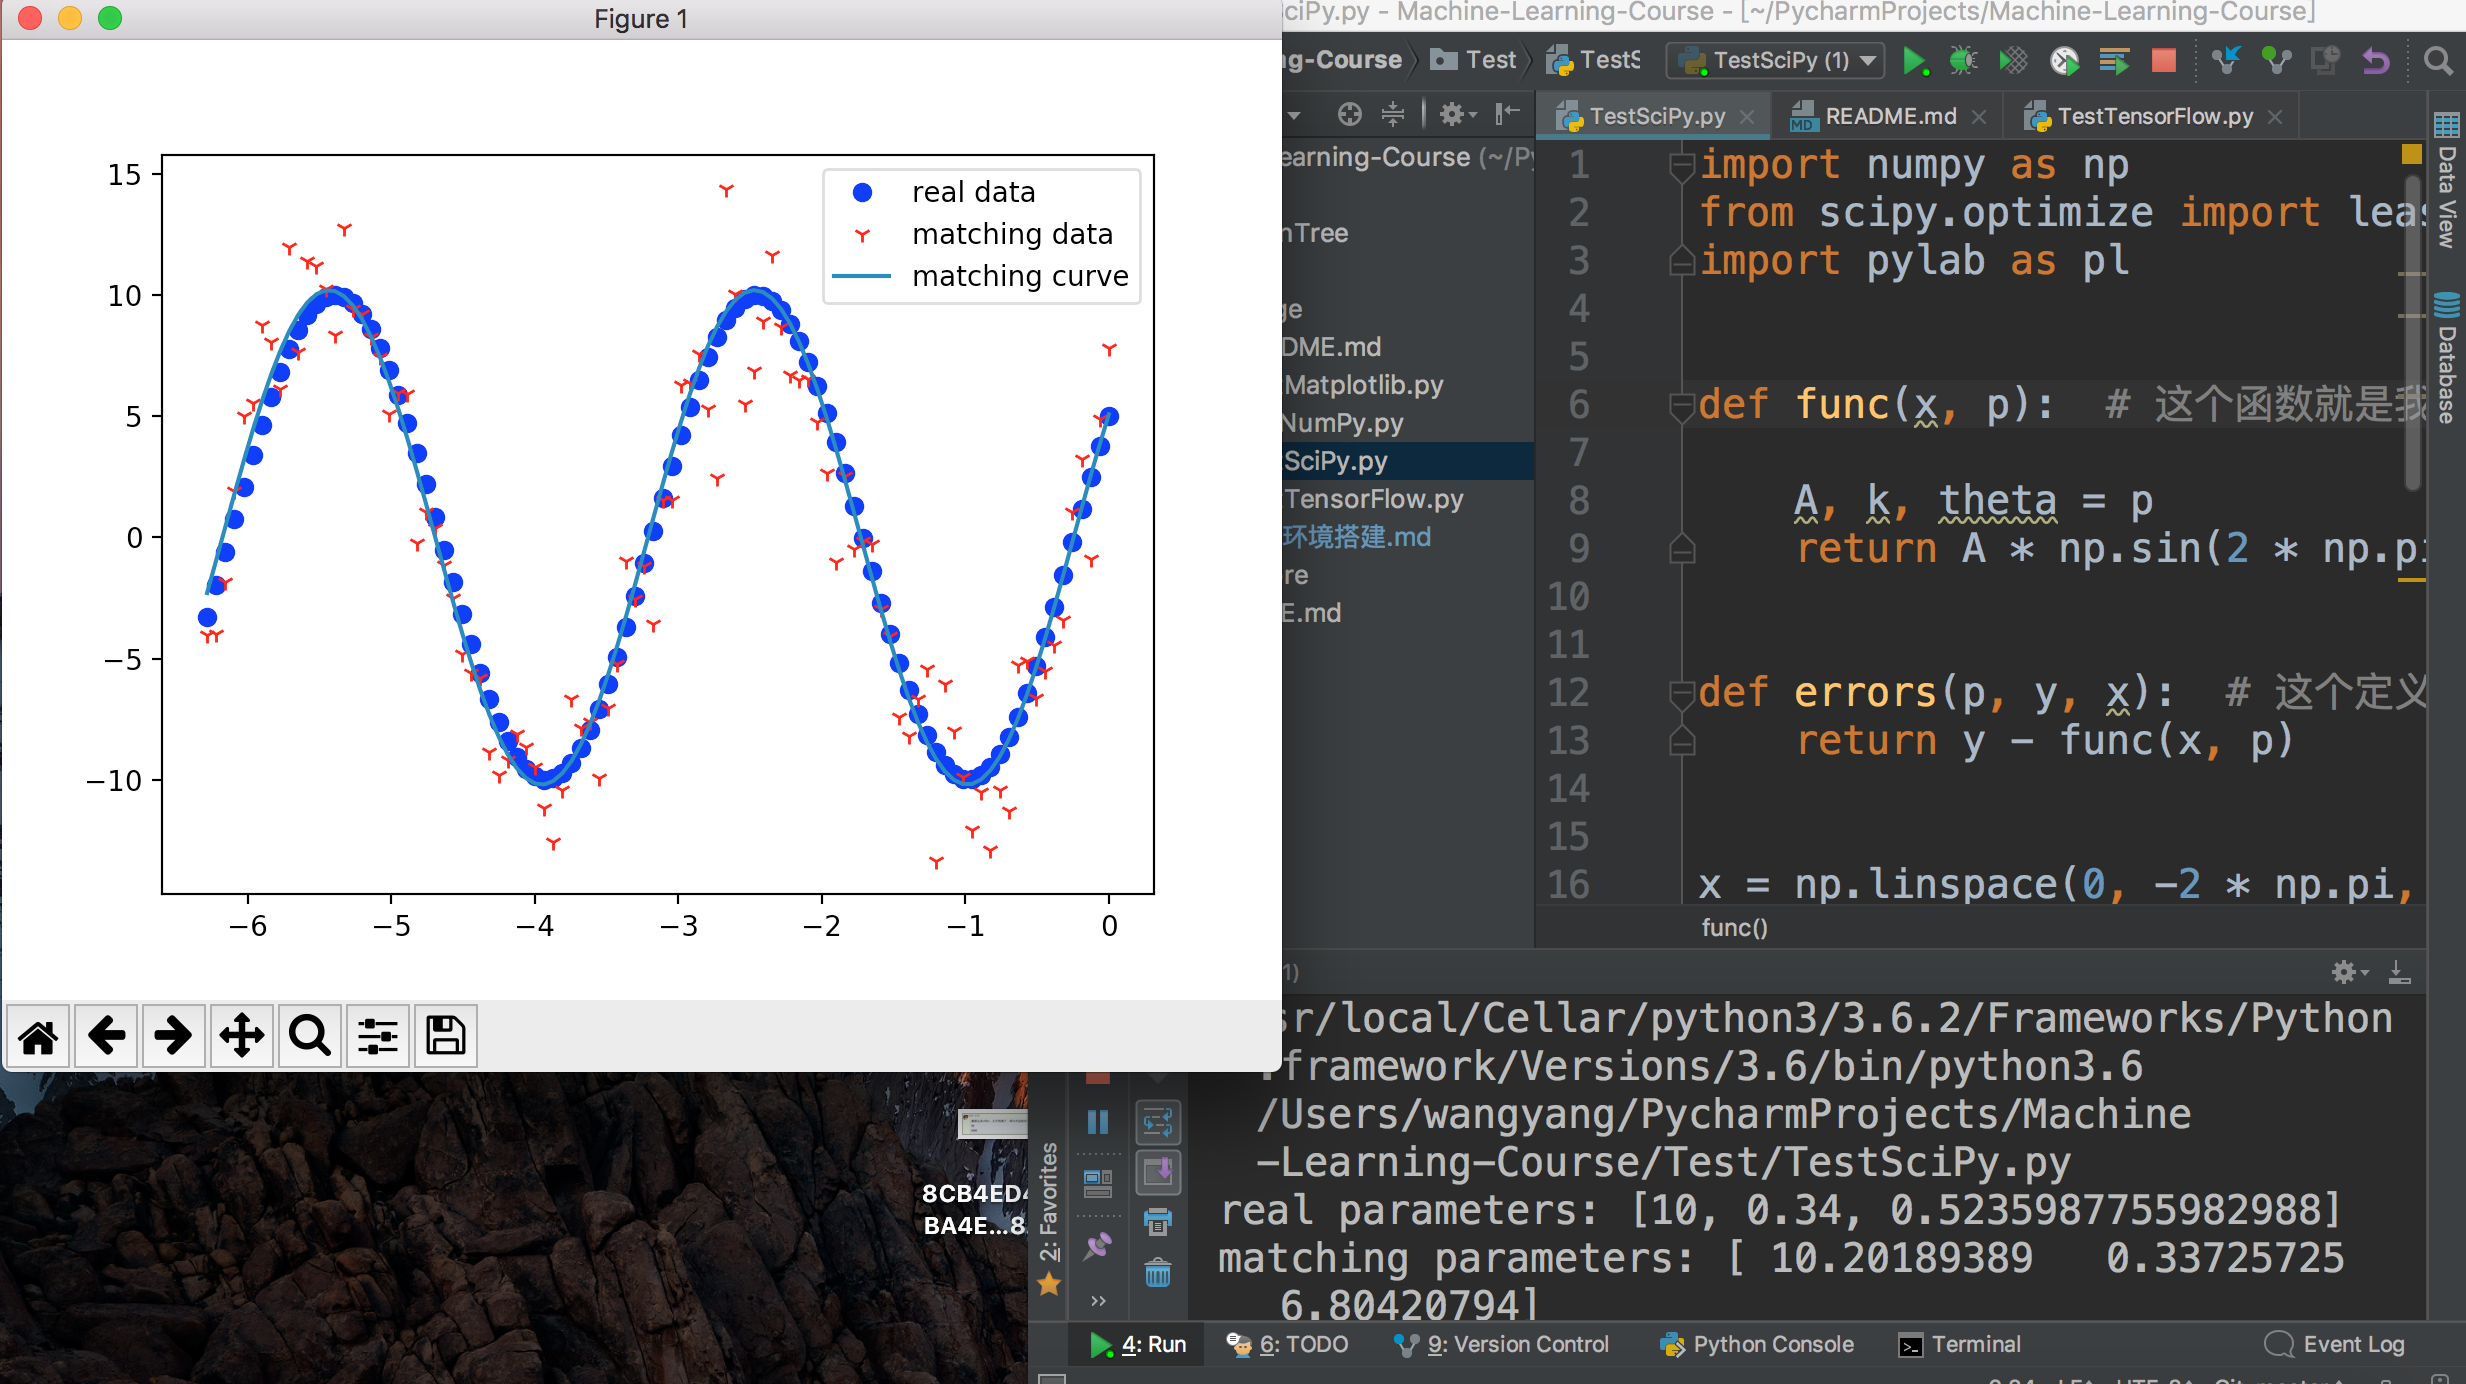 Figure 1
15
10
5
0
−5
−10
−6
−5
−4
−3
−2
−1
0
real data
matching data
matching curve
ciPy.py - Machine-Learning-Course - [~/PycharmProjects/Machine-Learning-Course]
ng-Course
Test
TestS
TestSciPy (1)
TestSciPy.py
README.md
TestTensorFlow.py
earning-Course (~/Py
nTree
ge
DME.md
Matplotlib.py
NumPy.py
SciPy.py
TensorFlow.py
环境搭建.md
re
E.md
1 import numpy as np
2 from scipy.optimize import leas
3 import pylab as pl
4
5
6 def func(x, p):  # 这个函数就是我
7
8 A, k, theta = p
9 return A * np.sin(2 * np.pi
10
11
12 def errors(p, y, x):  # 这个定义
13 return y - func(x, p)
14
15
16 x = np.linspace(0, -2 * np.pi,
func()
Data View
Database
1)
sr/local/Cellar/python3/3.6.2/Frameworks/Python
.framework/Versions/3.6/bin/python3.6
/Users/wangyang/PycharmProjects/Machine
-Learning-Course/Test/TestSciPy.py
real parameters: [10, 0.34, 0.5235987755982988]
matching parameters: [ 10.20189389   0.33725725
6.80420794]
8CB4ED4
BA4E...8
2: Favorites
4: Run
6: TODO
9: Version Control
Python Console
Terminal
Event Log